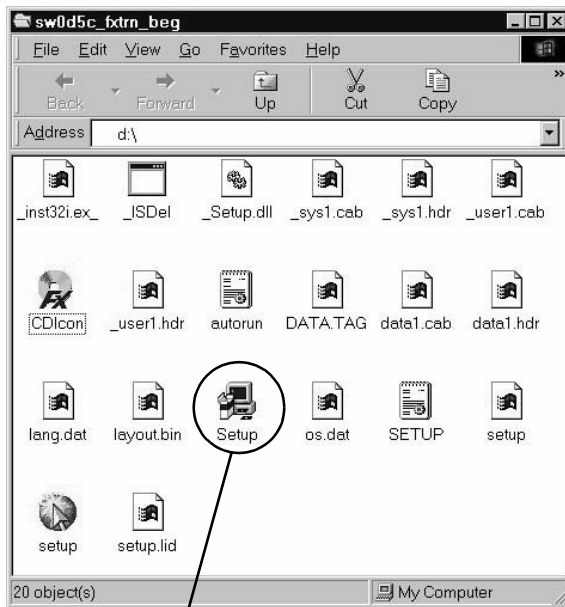 sw0d5c_fxtrn_beg
File Edit View Go Favorites Help
Back Forward Up Cut Copy »
Address d:\
_inst32i.ex_ _ISDel _Setup.dll _sys1.cab _sys1.hdr _user1.cab
CDIcon _user1.hdr autorun DATA.TAG data1.cab data1.hdr
lang.dat layout.bin Setup os.dat SETUP setup
setup setup.lid
20 object(s) My Computer